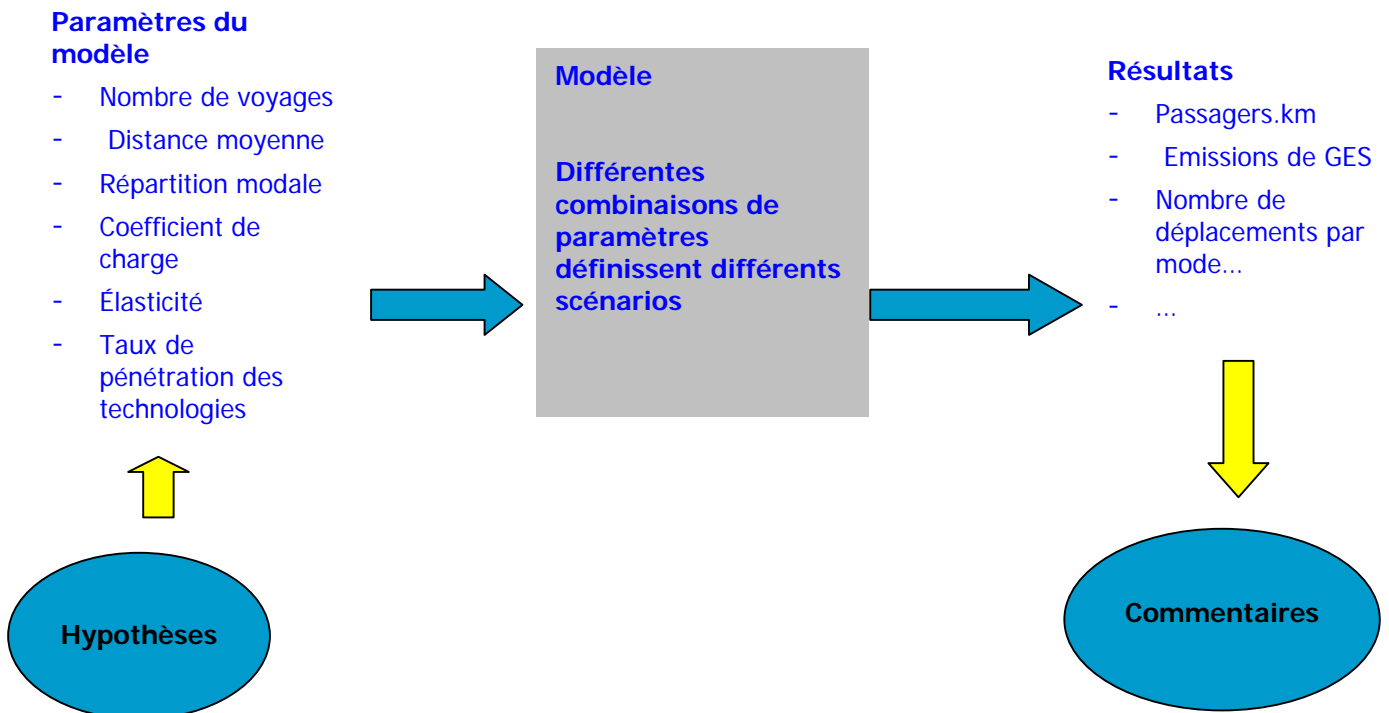 Paramètres du
modèle
- Nombre de voyages
- Distance moyenne
- Répartition modale
- Coefficient de
charge
- Élasticité
- Taux de
pénétration des
technologies
Hypothèses
Modèle
Différentes
combinaisons de
paramètres
définissent différents
scénarios
Résultats
- Passagers.km
- Emissions de GES
- Nombre de
déplacements par
mode...
- ...
Commentaires